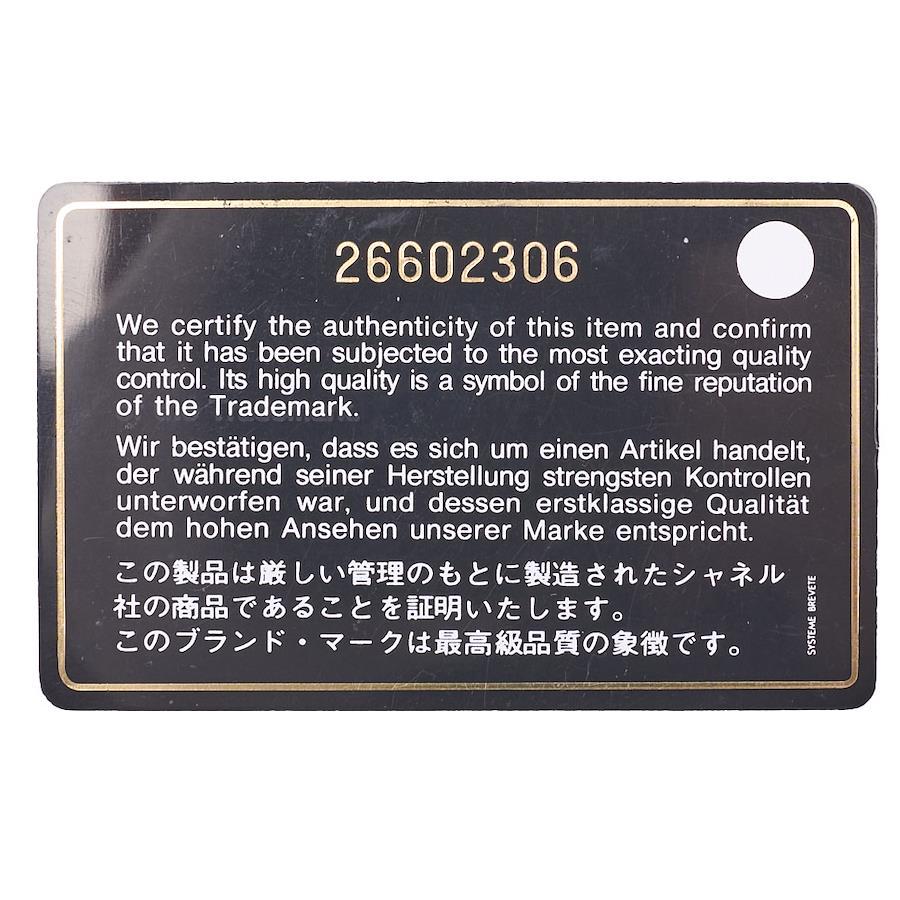 26602306
We certify the authenticity of this item and confirm
that it has been subjected to the most exacting quality
control. Its high quality is a symbol of the fine reputation
of the Trademark.
Wir bestätigen, dass es sich um einen Artikel handelt,
der während seiner Herstellung strengsten Kontrollen
unterworfen war, und dessen erstklassige Qualität
dem hohen Ansehen unserer Marke entspricht.
この製品は厳しい管理のもとに製造されたシャネル
社の商品であることを証明いたします。
このブランド・マークは最高級品質の象徴です。
SYSTEME BREVETE